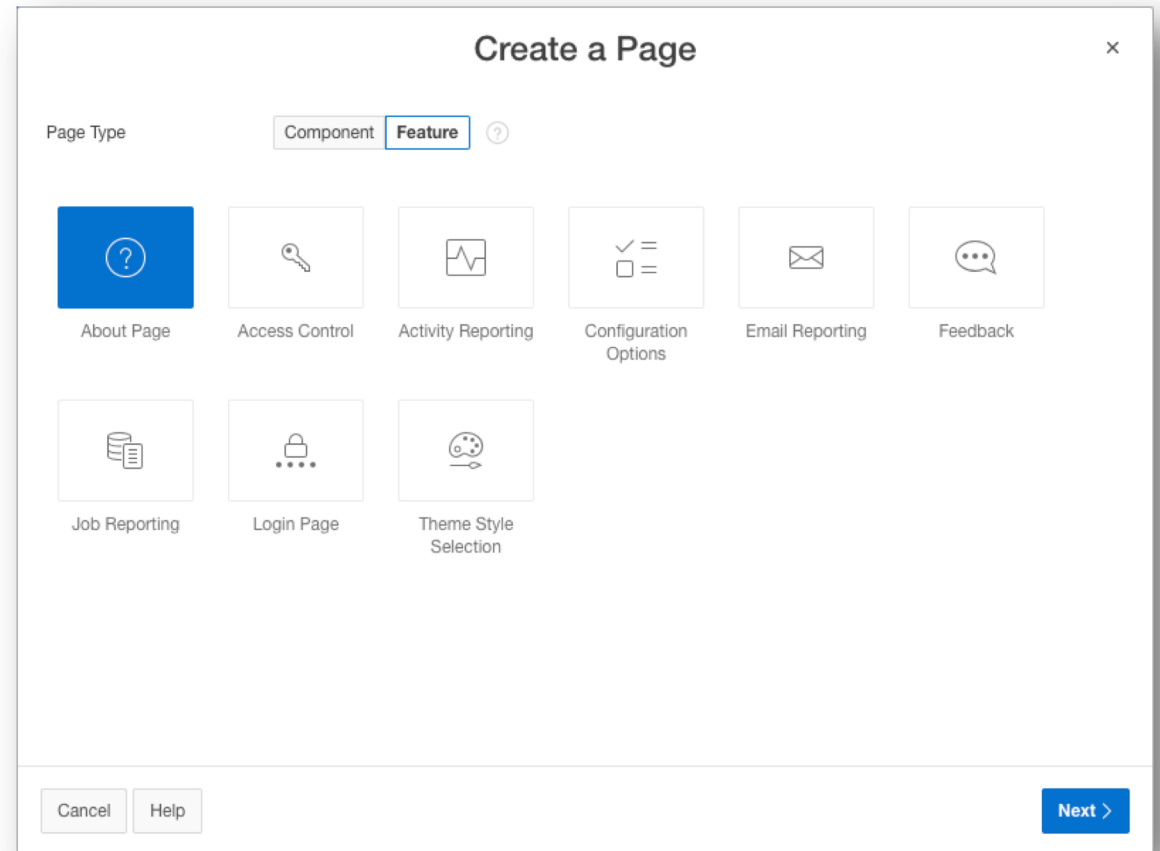 Create a Page
Page Type
Component
Feature
?
?
About Page
Access Control
Activity Reporting
Configuration
Options
Email Reporting
Feedback
Job Reporting
Login Page
Theme Style
Selection
Cancel
Help
Next